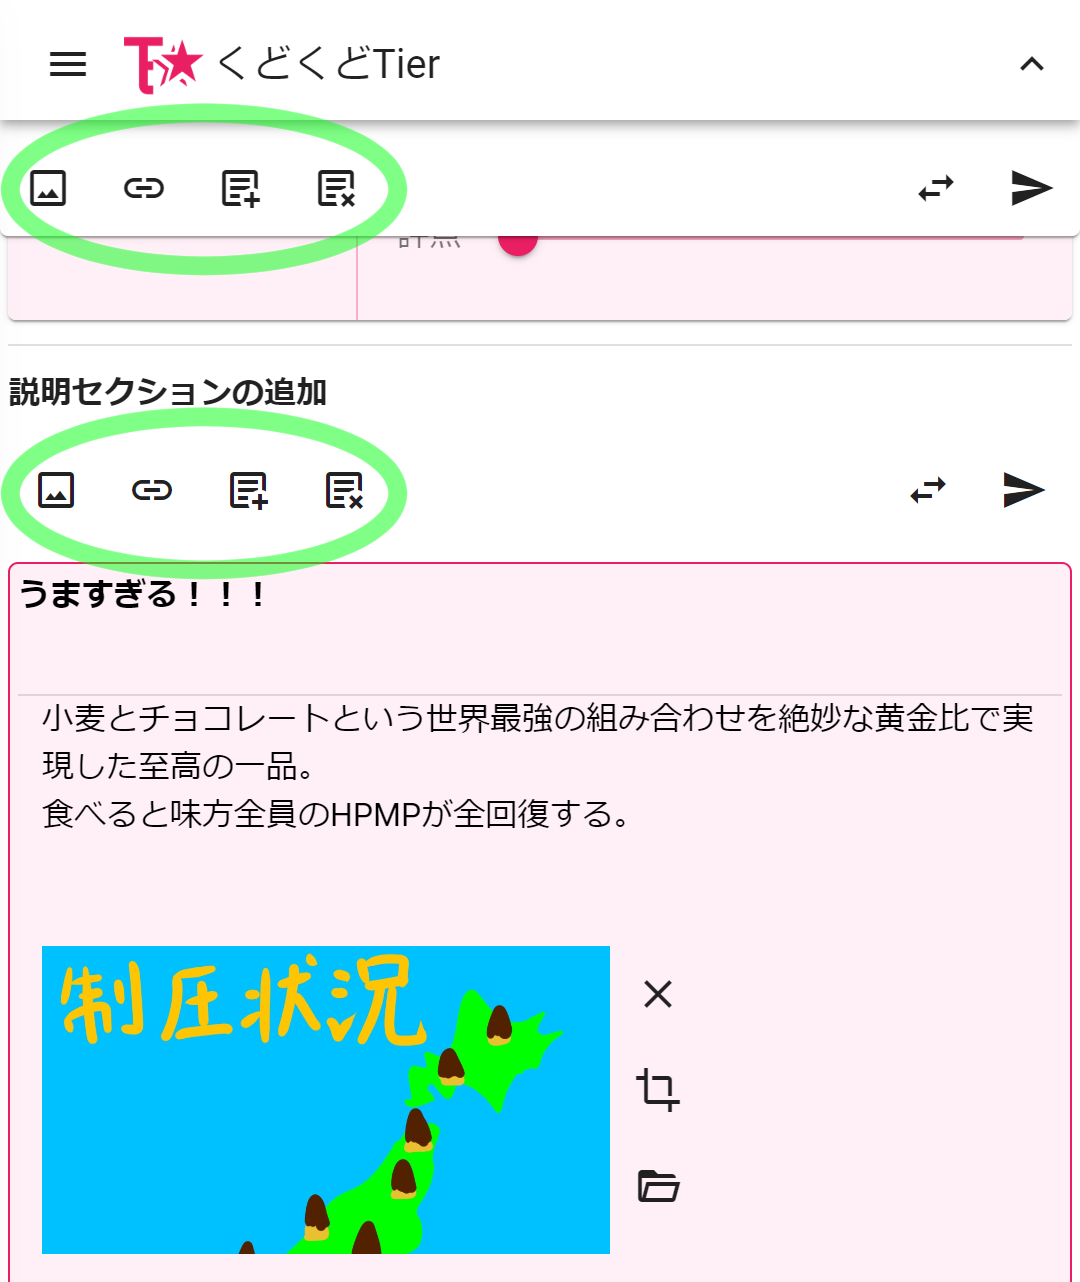 くどくどTier
評点
説明セクションの追加
うますぎる！！！
小麦とチョコレートという世界最強の組み合わせを絶妙な黄金比で実
現した至高の一品。
食べると味方全員のHPMPが全回復する。
制圧状況